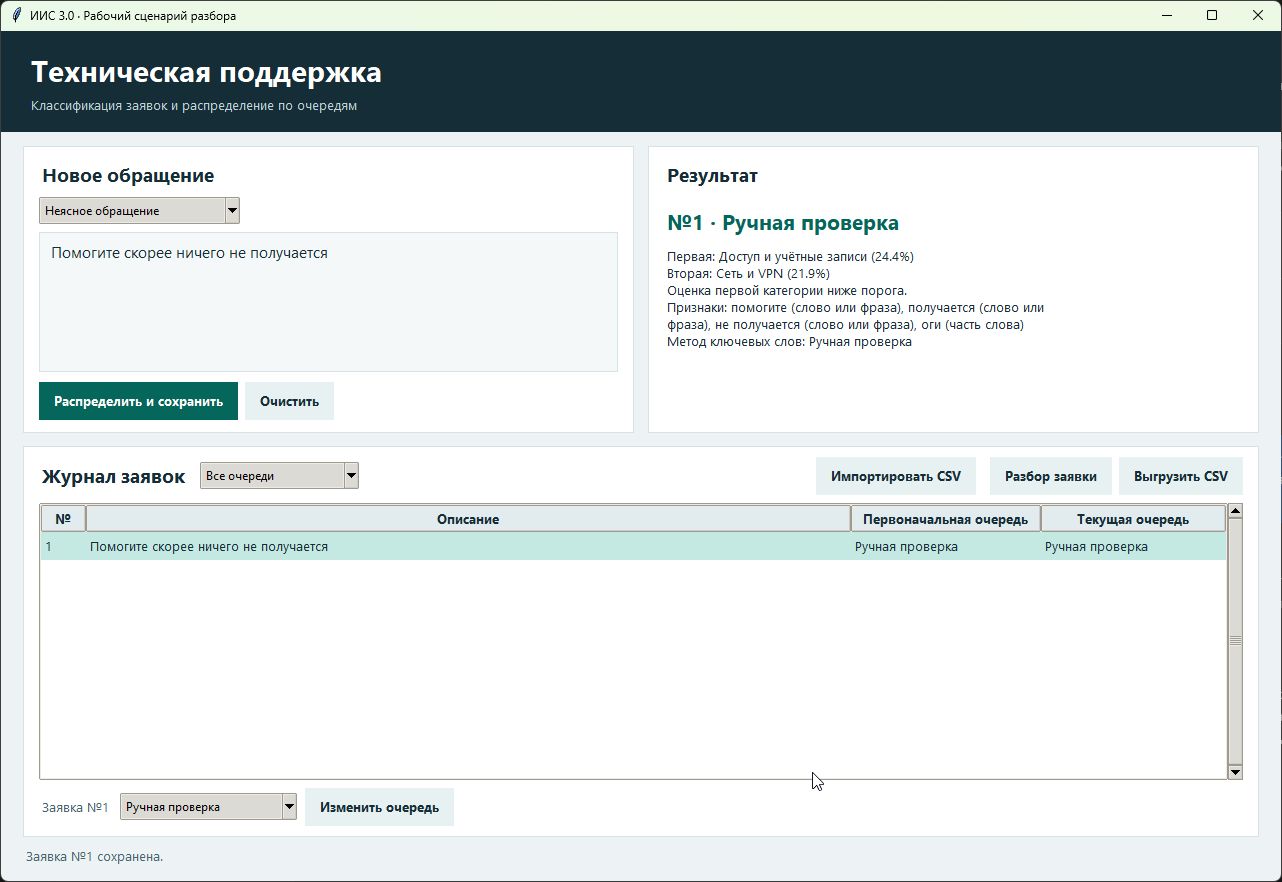 ИИС 3.0 · Рабочий сценарий разбора
Техническая поддержка
Классификация заявок и распределение по очередям
Новое обращение
Неясное обращение
Помогите скорее ничего не получается
Распределить и сохранить
Очистить
Результат
№1 · Ручная проверка
Первая: Доступ и учётные записи (24.4%)
Вторая: Сеть и VPN (21.9%)
Оценка первой категории ниже порога.
Признаки: помогите (слово или фраза), получается (слово или
фраза), не получается (слово или фраза), оги (часть слова)
Метод ключевых слов: Ручная проверка
Журнал заявок
Все очереди
Импортировать CSV
Разбор заявки
Выгрузить CSV
№ Описание Первоначальная очередь Текущая очередь
1 Помогите скорее ничего не получается Ручная проверка Ручная проверка
Заявка №1
Ручная проверка
Изменить очередь
Заявка №1 сохранена.